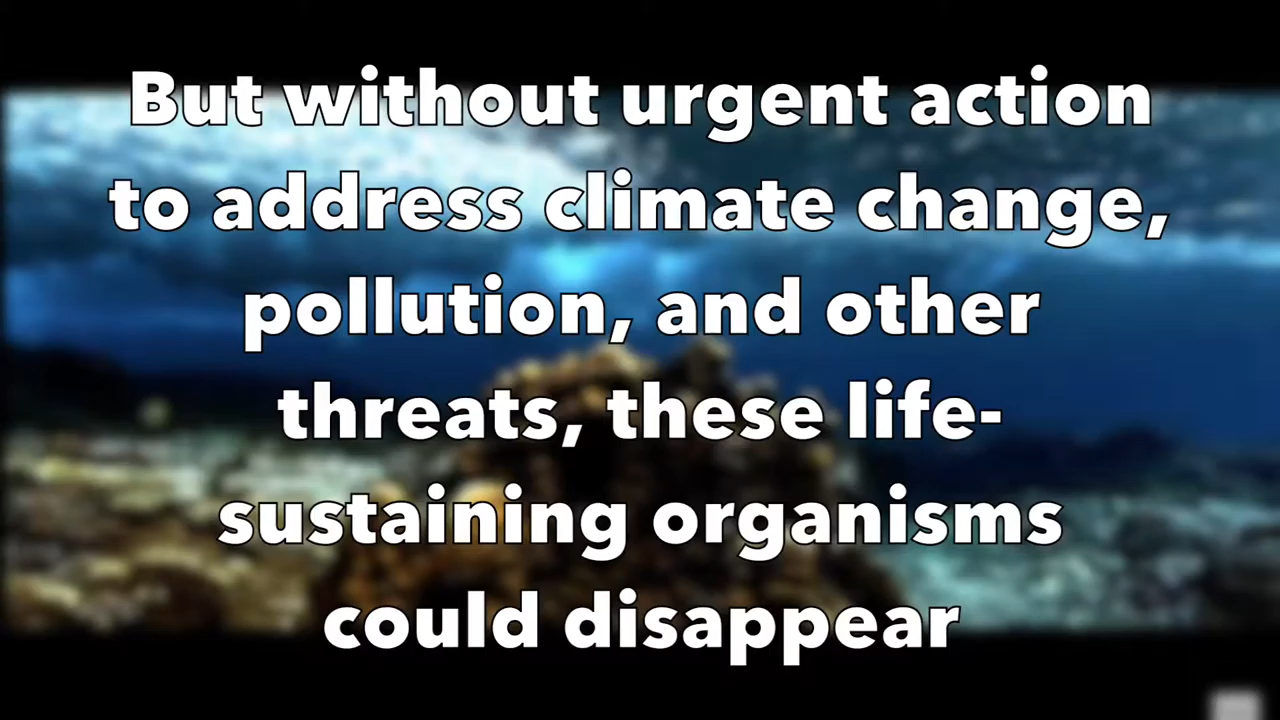 But without urgent action
to address climate change,
pollution, and other
threats, these life-
sustaining organisms
could disappear